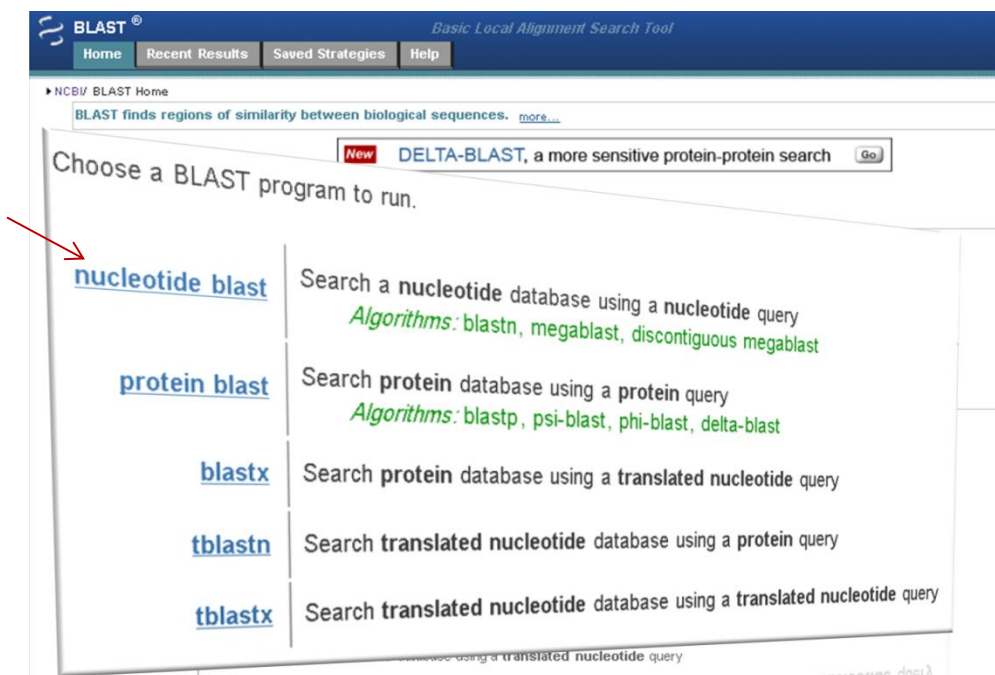 BLAST ®
Basic Local Alignment Search Tool
Home Recent Results Saved Strategies Help
NCBI/ BLAST Home
BLAST finds regions of similarity between biological sequences. more...
New DELTA-BLAST, a more sensitive protein-protein search Go
Choose a BLAST program to run.
nucleotide blast Search a nucleotide database using a nucleotide query
Algorithms: blastn, megablast, discontiguous megablast
protein blast Search protein database using a protein query
Algorithms: blastp, psi-blast, phi-blast, delta-blast
blastx Search protein database using a translated nucleotide query
tblastn Search translated nucleotide database using a protein query
tblastx Search translated nucleotide database using a translated nucleotide query
database using a translated nucleotide query